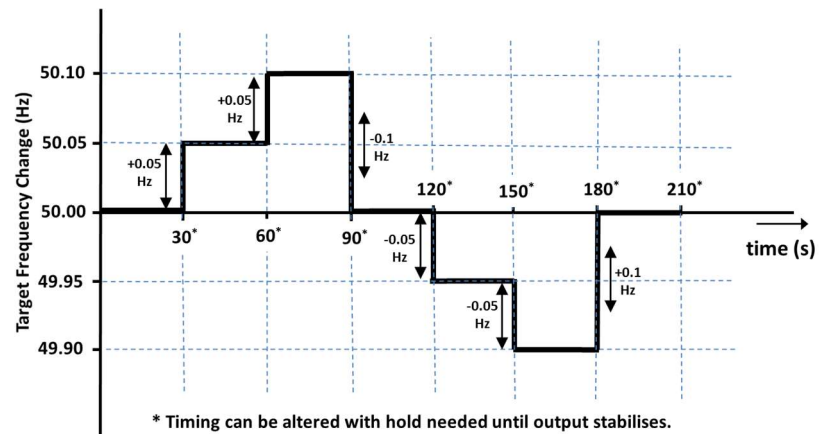 Target Frequency Change (Hz)
50.10
50.05
50.00
49.95
49.90
+0.05
Hz
+0.05
Hz
-0.1
Hz
30*
60*
90*
120*
150*
180*
210*
-0.05
Hz
-0.05
Hz
+0.1
Hz
time (s)
* Timing can be altered with hold needed until output stabilises.